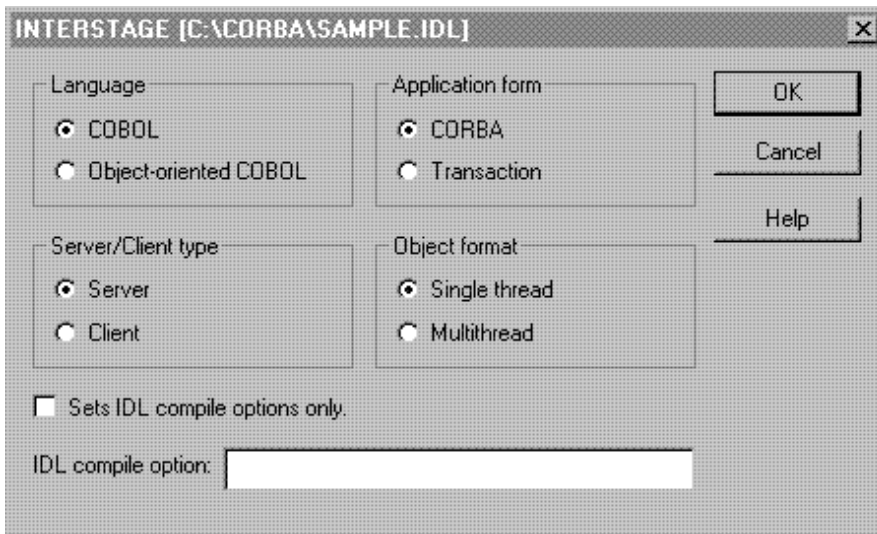 INTERSTAGE [C:\CORBA\SAMPLE.IDL]
Language
COBOL
Object-oriented COBOL
Application form
CORBA
Transaction
OK
Cancel
Help
Server/Client type
Server
Client
Object format
Single thread
Multithread
Sets IDL compile options only.
IDL compile option: